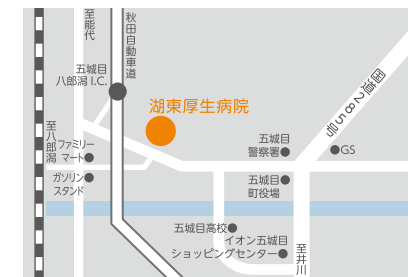 至能代
秋田自動車道
五城目
八郎潟 I.C.
湖東厚生病院
国道285号
至八郎潟
ファミリー
マート
五城目
警察署
GS
ガソリン
スタンド
五城目
町役場
五城目高校
イオン五城目
ショッピングセンター
至井川